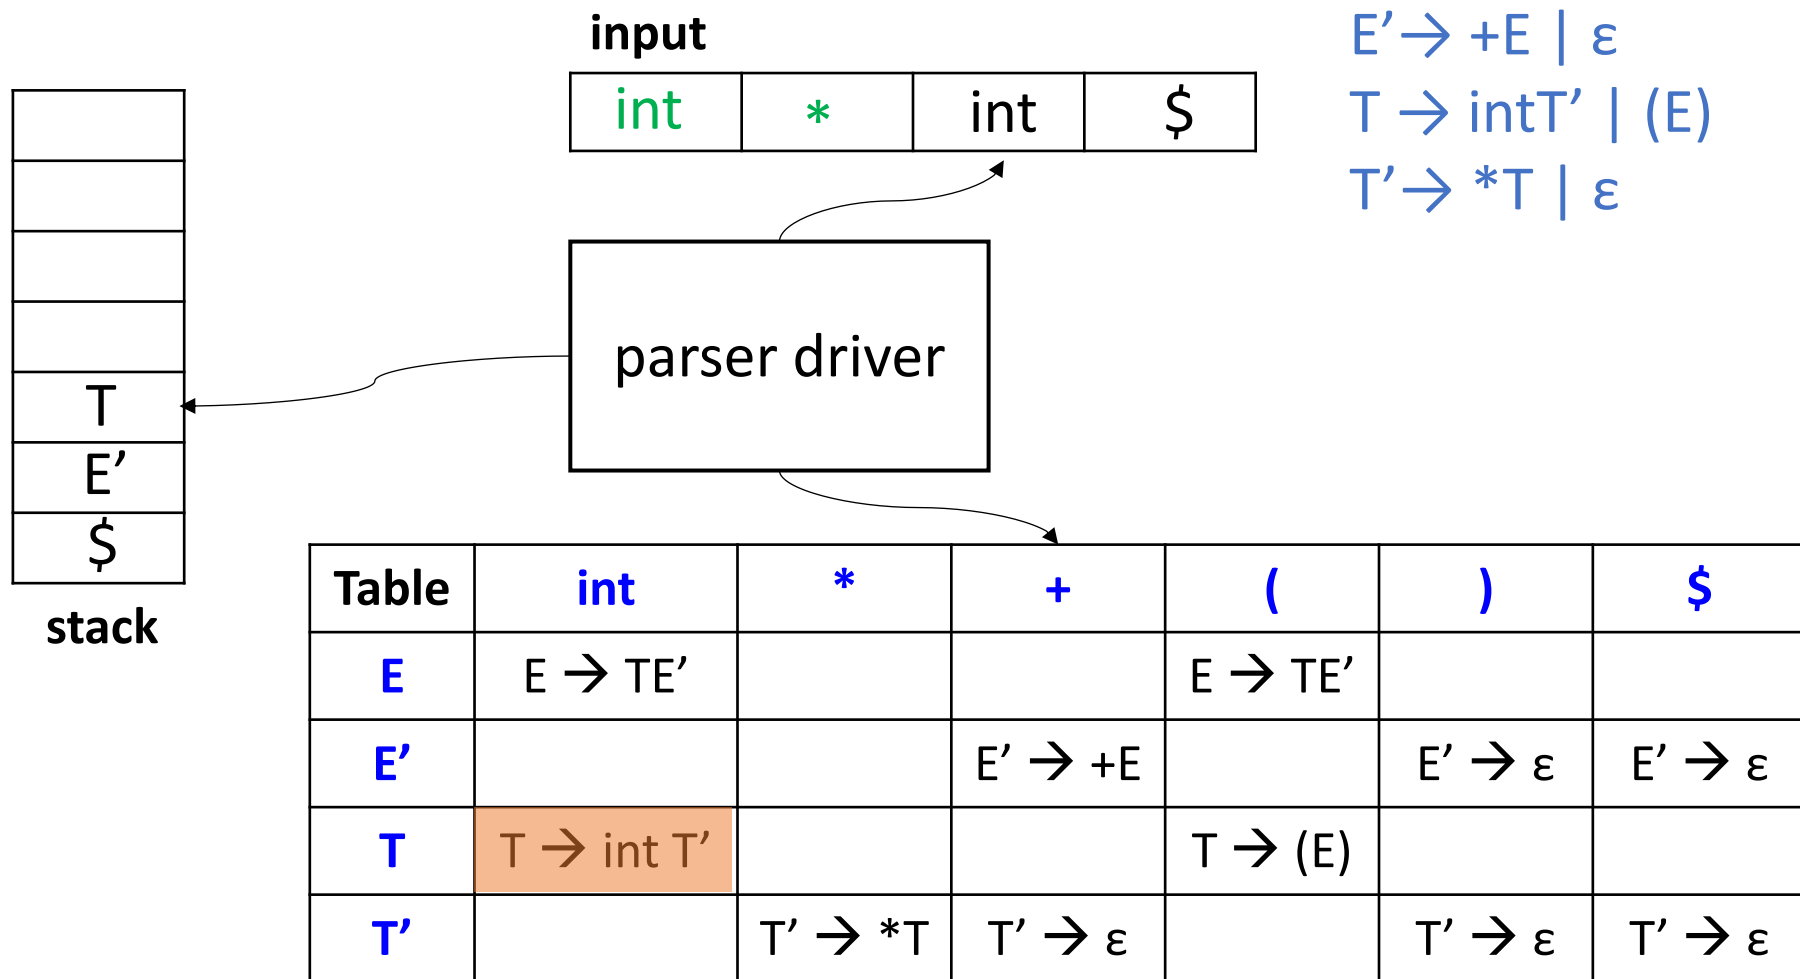 input
int * int $
E’→ +E | ε
T → intT’ | (E)
T’→ *T | ε
parser driver
T
E’
$
stack
Table int * + ( ) $
E E → TE’ E → TE’
E’ E’ → +E E’ → ε E’ → ε
T T → int T’ T → (E)
T’ T’ → *T T’ → ε T’ → ε T’ → ε